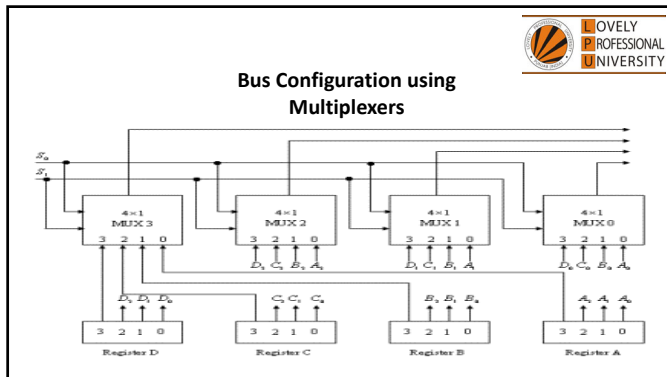 LOVELY
PROFESSIONAL
UNIVERSITY
Bus Configuration using
Multiplexers
S₀
S₁
4×1 4×1 4×1 4×1
MUX 3 MUX 2 MUX 1 MUX 0
3 2 1 0 3 2 1 0 3 2 1 0 3 2 1 0
D₂ C₂ B₂ A₂ D₁ C₁ B₁ A₁ D₀ C₀ B₀ A₀
D₂ D₁ D₀ C₂ C₁ C₀ B₂ B₁ B₀ A₂ A₁ A₀
3 2 1 0 3 2 1 0 3 2 1 0 3 2 1 0
Register D Register C Register B Register A